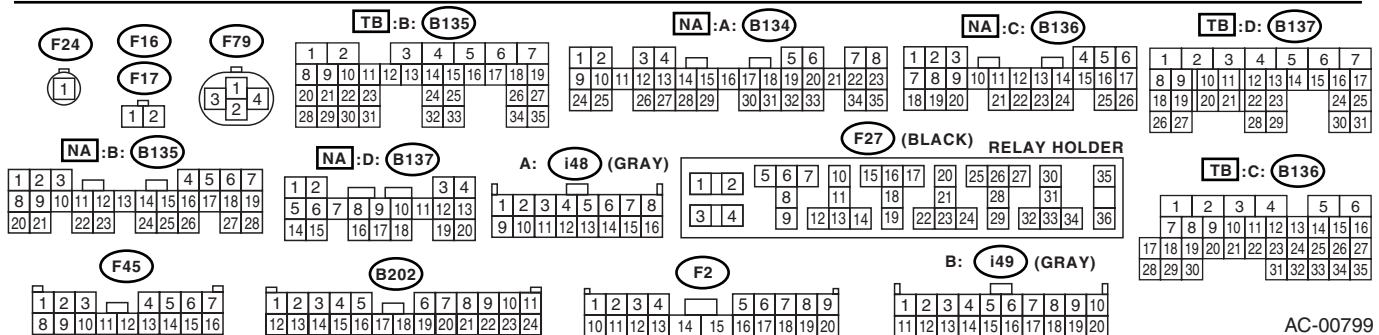 F24
1
F16
F17
1 2
F79
1
3 4
2
TB :B: B135
1 2 3 4 5 6 7
8 9 10 11 12 13 14 15 16 17 18 19
20 21 22 23 24 25 26 27
28 29 30 31 32 33 34 35
NA :A: B134
1 2 3 4 5 6 7 8
9 10 11 12 13 14 15 16 17 18 19 20 21 22 23
24 25 26 27 28 29 30 31 32 33 34 35
NA :C: B136
1 2 3 4 5 6
7 8 9 10 11 12 13 14 15 16 17
18 19 20 21 22 23 24 25 26
TB :D: B137
1 2 3 4 5 6 7
8 9 10 11 12 13 14 15 16 17
18 19 20 21 22 23 24 25
26 27 28 29 30 31
NA :B: B135
1 2 3 4 5 6 7
8 9 10 11 12 13 14 15 16 17 18 19
20 21 22 23 24 25 26 27 28
NA :D: B137
1 2 3 4
5 6 7 8 9 10 11 12 13
14 15 16 17 18 19 20
A: i48 (GRAY)
1 2 3 4 5 6 7 8
9 10 11 12 13 14 15 16
F27 (BLACK) RELAY HOLDER
1 2 5 6 7 10 15 16 17 20 25 26 27 30 35
8 11 18 21 28 31
3 4 9 12 13 14 19 22 23 24 29 32 33 34 36
TB :C: B136
1 2 3 4 5 6
7 8 9 10 11 12 13 14 15 16
17 18 19 20 21 22 23 24 25 26 27
28 29 30 31 32 33 34 35
F45
1 2 3 4 5 6 7
8 9 10 11 12 13 14 15 16
B202
1 2 3 4 5 6 7 8 9 10 11
12 13 14 15 16 17 18 19 20 21 22 23 24
F2
1 2 3 4 5 6 7 8 9
10 11 12 13 14 15 16 17 18 19 20
B: i49 (GRAY)
1 2 3 4 5 6 7 8 9 10
11 12 13 14 15 16 17 18 19 20
AC-00799